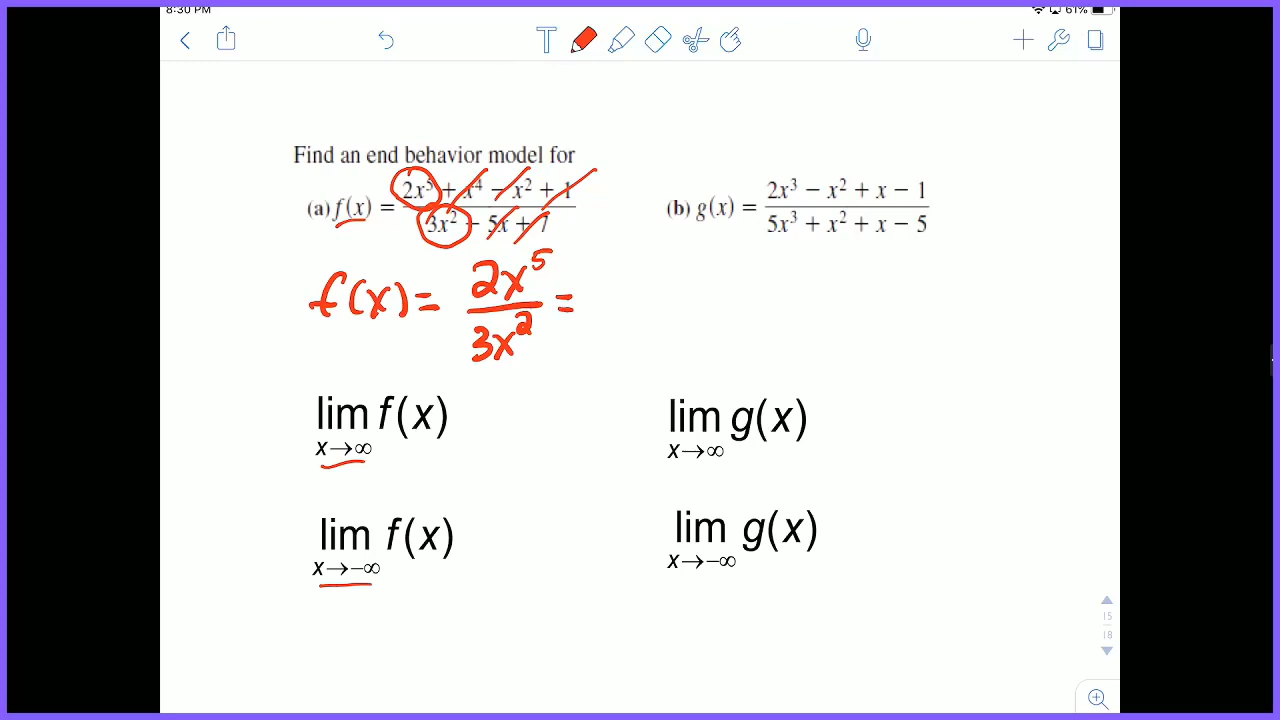 8:30 PM 61%
T
Find an end behavior model for
(a) f(x) = (2x⁵ + x⁴ − x² + 1)/(3x² − 5x + 7)
(b) g(x) = (2x³ − x² + x − 1)/(5x³ + x² + x − 5)
f(x) = 2x⁵/3x² =
lim x→∞ f(x)
lim x→∞ g(x)
lim x→−∞ f(x)
lim x→−∞ g(x)
15
18